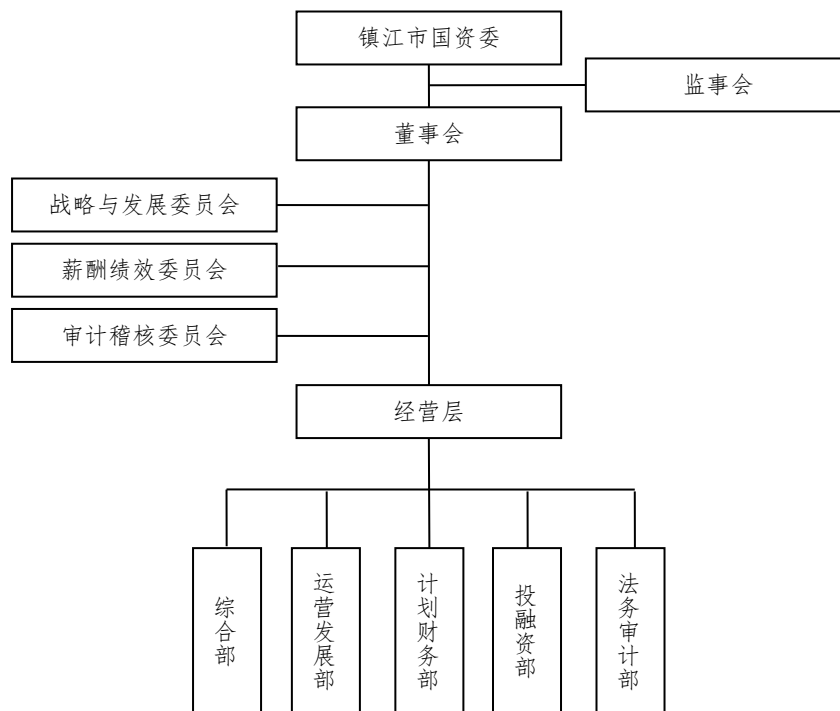 镇江市国资委
监事会
董事会
战略与发展委员会
薪酬绩效委员会
审计稽核委员会
经营层
综合部
运营发展部
计划财务部
投融资部
法务审计部